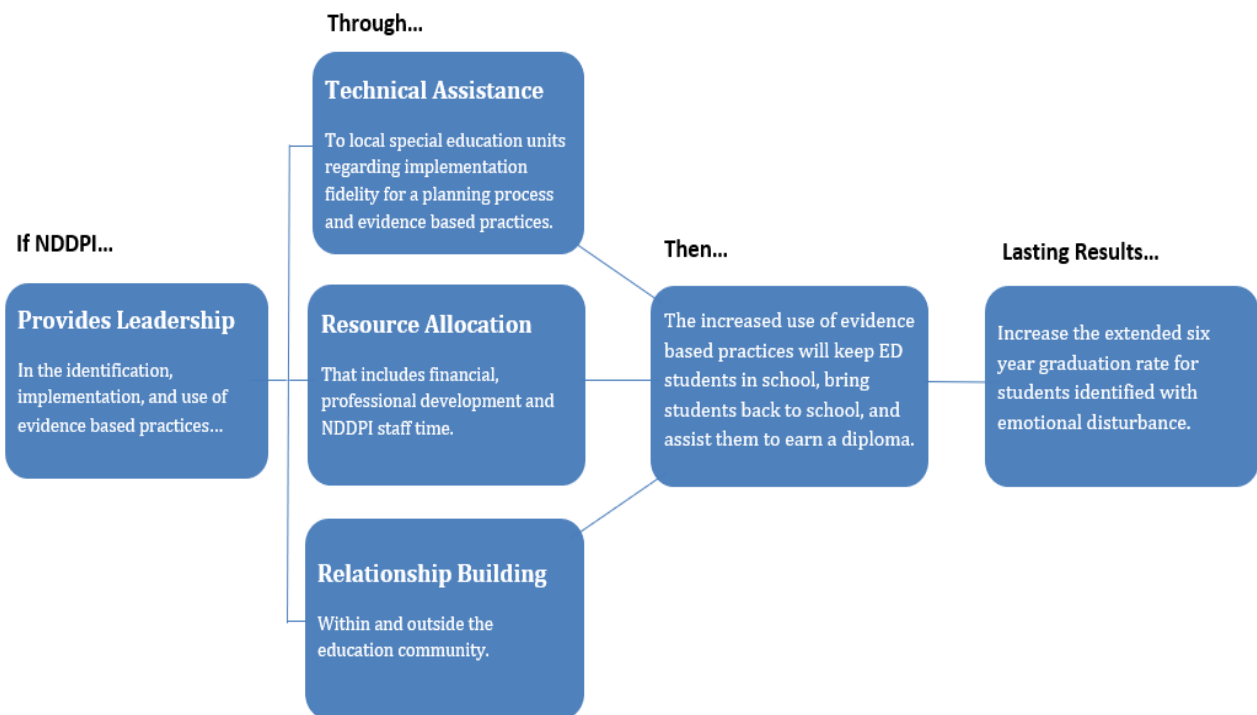 If NDDPI...
Provides Leadership
In the identification,
implementation, and use of
evidence based practices...
Through...
Technical Assistance
To local special education units
regarding implementation
fidelity for a planning process
and evidence based practices.
Resource Allocation
That includes financial,
professional development and
NDDPI staff time.
Relationship Building
Within and outside the
education community.
Then...
The increased use of evidence
based practices will keep ED
students in school, bring
students back to school, and
assist them to earn a diploma.
Lasting Results...
Increase the extended six
year graduation rate for
students identified with
emotional disturbance.